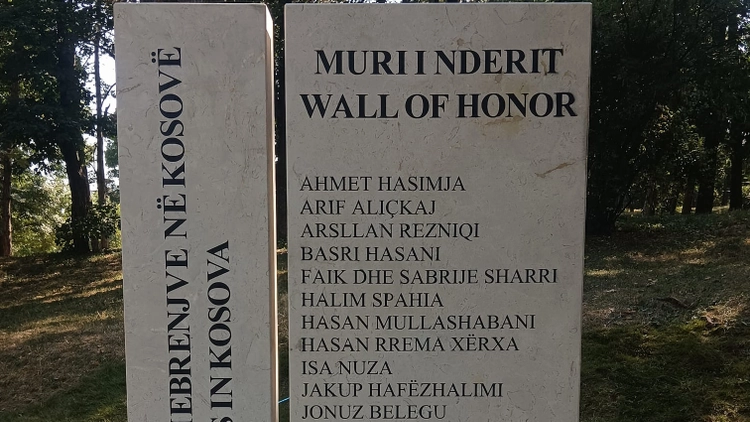 HEBRENJVE NË KOSOVË
IN KOSOVA
MURI I NDERIT
WALL OF HONOR
AHMET HASIMJA
ARIF ALIÇKAJ
ARSLLAN REZNIQI
BASRI HASANI
FAIK DHE SABRIJE SHARRI
HALIM SPAHIA
HASAN MULLASHABANI
HASAN RREMA XËRXA
ISA NUZA
JAKUP HAFËZHALIMI
JONUZ BELEGU